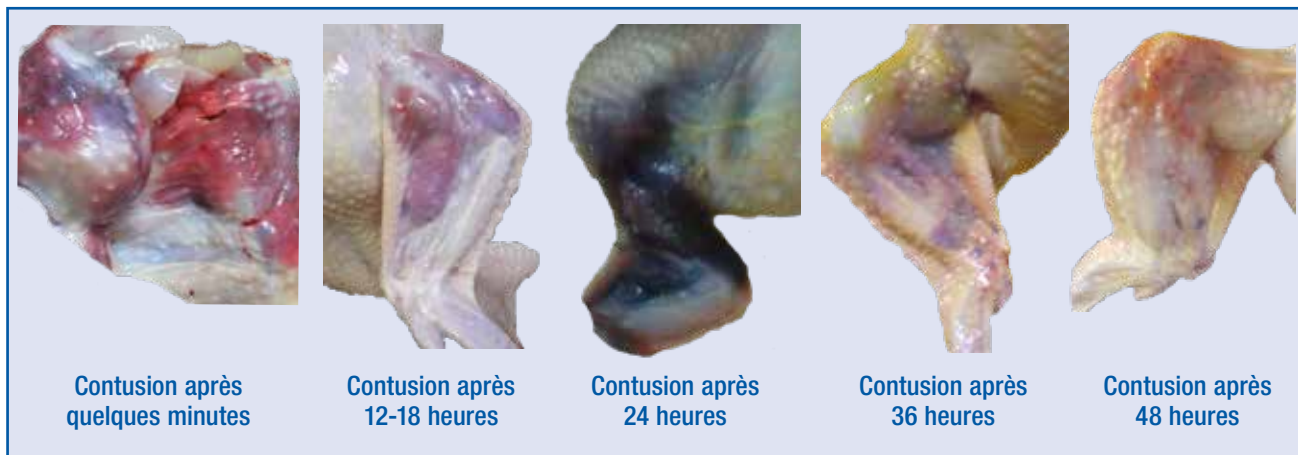 Contusion après
quelques minutes
Contusion après
12-18 heures
Contusion après
24 heures
Contusion après
36 heures
Contusion après
48 heures